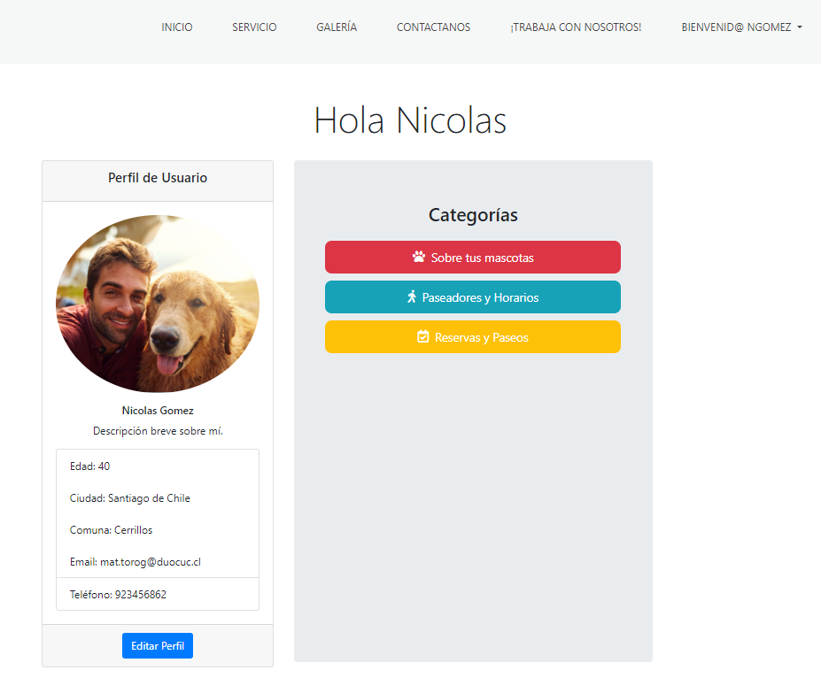 INICIO SERVICIO GALERÍA CONTACTANOS ¡TRABAJA CON NOSOTROS! BIENVENID@ NGOMEZ
Hola Nicolas
Perfil de Usuario
Nicolas Gomez
Descripción breve sobre mí.
Edad: 40
Ciudad: Santiago de Chile
Comuna: Cerrillos
Email: mat.torog@duocuc.cl
Teléfono: 923456862
Editar Perfil
Categorías
Sobre tus mascotas
Paseadores y Horarios
Reservas y Paseos